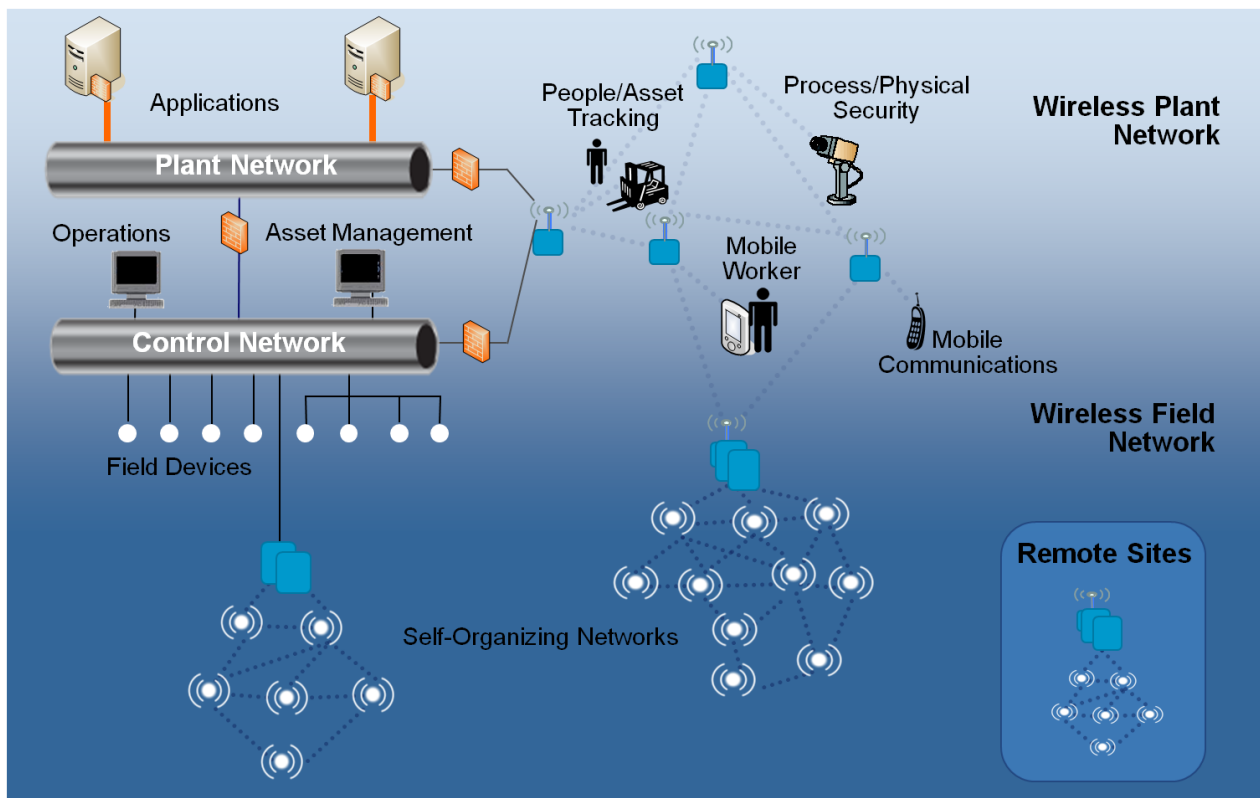 Applications
People/Asset
Tracking
Process/Physical
Security
Wireless Plant
Network
Plant Network
Operations
Asset Management
Mobile
Worker
Control Network
Mobile
Communications
Wireless Field
Network
Field Devices
Remote Sites
Self-Organizing Networks